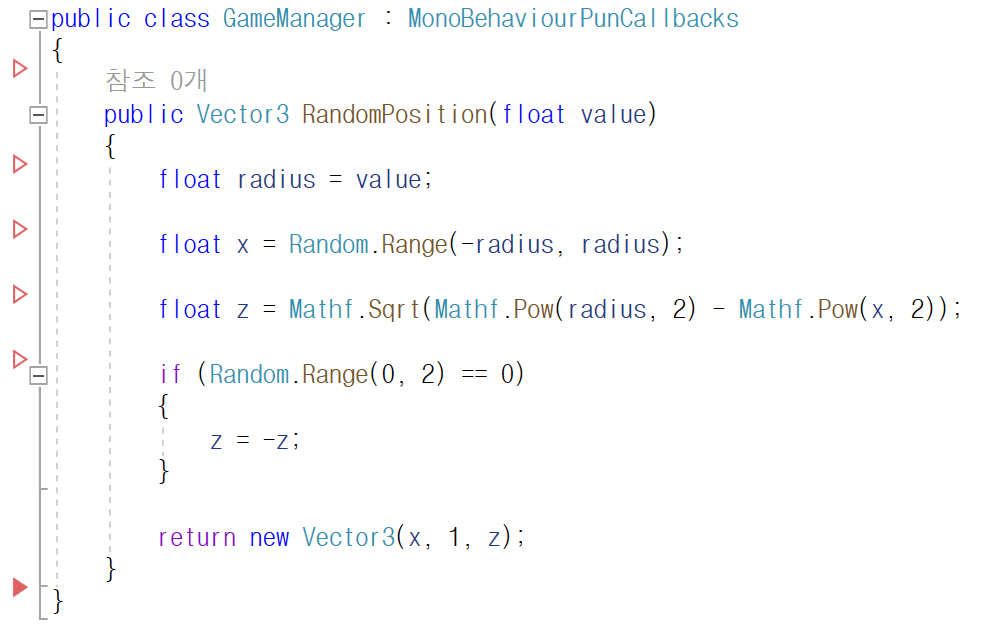 public class GameManager : MonoBehaviourPunCallbacks
{
참조 0개
public Vector3 RandomPosition(float value)
{
float radius = value;
float x = Random.Range(-radius, radius);
float z = Mathf.Sqrt(Mathf.Pow(radius, 2) - Mathf.Pow(x, 2));
if (Random.Range(0, 2) == 0)
{
z = -z;
}
return new Vector3(x, 1, z);
}
}